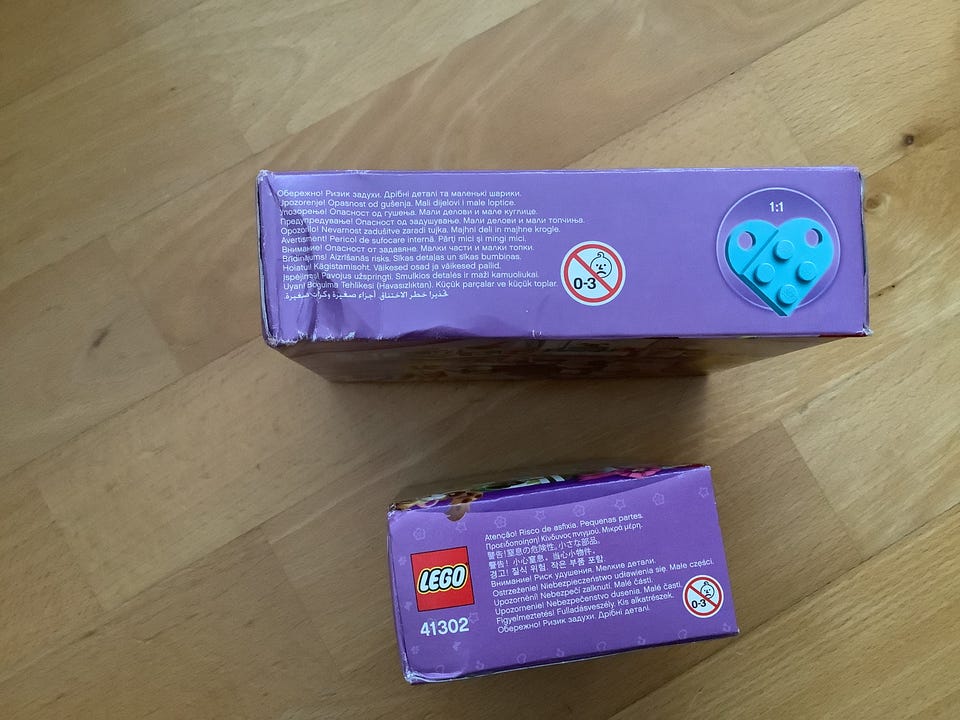 Обережно! Ризик задухи. Дрібні деталі та маленькі шарики.
Upozorenje! Opasnost od gušenja. Mali dijelovi i male loptice.
Упозорење! Опасност од гушења. Мали делови и мале куглице.
Предупредување! Опасност од задушување. Мали делови и мали топчиња.
Opozorilo! Nevarnost zadušitve zaradi tujka. Majhni deli in majhne krogle.
Avertisment! Pericol de sufocare internă. Părţi mici şi mingi mici.
Внимание! Опасност от задавяне. Малки части и малки топки.
Brīdinājums! Aizrīšanās risks. Sīkas detaļas un sīkas bumbiņas.
Hoiatus! Kägistamisoht. Väikesed osad ja väikesed pallid.
Įspėjimas! Pavojus užspringti. Smulkios detalės ir maži kamuoliukai.
Uyarı! Boğulma Tehlikesi (Havasızlıktan). Küçük parçalar ve küçük toplar.
تحذير! خطر الاختناق. أجزاء صغيرة وكرات صغيرة.
0-3
1:1
LEGO
41302
Atenção! Risco de asfixia. Pequenas partes.
Προειδοποίηση! Κίνδυνος πνιγμού. Μικρά μέρη.
警告!窒息の危険性。小さな部品。
警告! 小心窒息, 当心小物件。
경고! 질식 위험. 작은 부품 포함.
Внимание! Риск удушения. Мелкие детали.
Ostrzeżenie! Niebezpieczeństwo udławienia się. Małe części.
Upozornění! Nebezpečí zalknutí. Malé části.
Upozornenie! Nebezpečenstvo dusenia. Malé časti.
Figyelmeztetés! Fulladásveszély. Kis alkatrészek.
Обережно! Ризик задухи. Дрібні деталі.
0-3